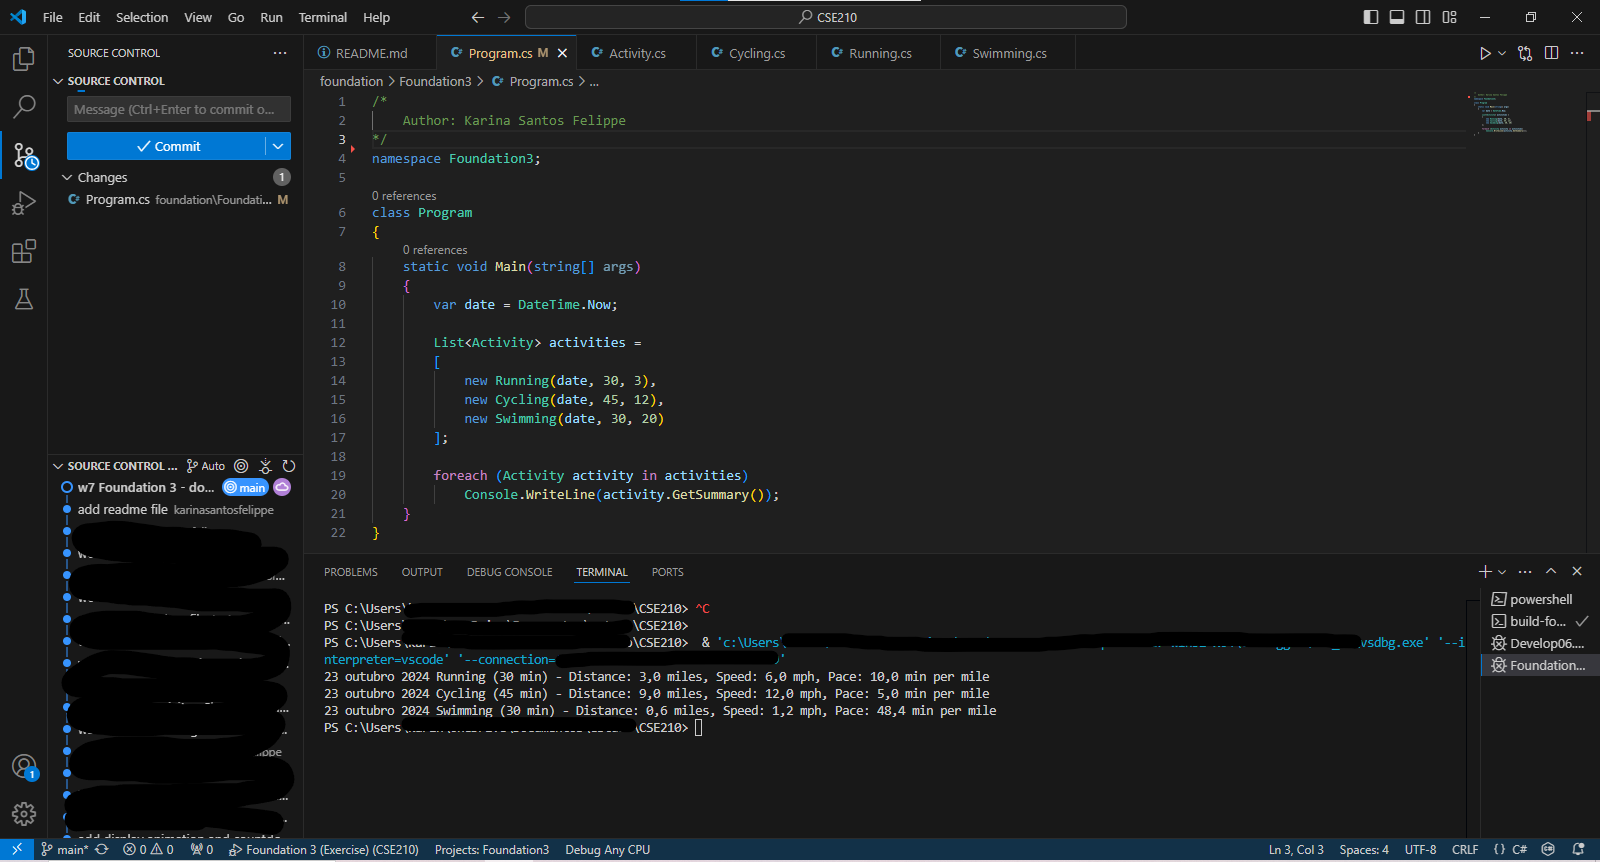 File Edit Selection View Go Run Terminal Help
CSE210
SOURCE CONTROL
README.md
Program.cs M
Activity.cs
Cycling.cs
Running.cs
Swimming.cs
SOURCE CONTROL
Message (Ctrl+Enter to commit o...
Commit
Changes 1
Program.cs foundation\Foundati... M
foundation > Foundation3 > Program.cs > ...
1 /*
2 Author: Karina Santos Felippe
3 */
4 namespace Foundation3;
5
0 references
6 class Program
7 {
0 references
8 static void Main(string[] args)
9 {
10 var date = DateTime.Now;
11
12 List<Activity> activities =
13 [
14 new Running(date, 30, 3),
15 new Cycling(date, 45, 12),
16 new Swimming(date, 30, 20)
17 ];
18
19 foreach (Activity activity in activities)
20 Console.WriteLine(activity.GetSummary());
21 }
22 }
SOURCE CONTROL ... Auto
w7 Foundation 3 - do... main
add readme file karinasantosfelippe
PROBLEMS OUTPUT DEBUG CONSOLE TERMINAL PORTS
PS C:\Users\ \CSE210> ^C
PS C:\Users\ \CSE210>
PS C:\Users\ \CSE210> & 'c:\Users\ vsdbg.exe' '--i
nterpreter=vscode' '--connection= '
23 outubro 2024 Running (30 min) - Distance: 3,0 miles, Speed: 6,0 mph, Pace: 10,0 min per mile
23 outubro 2024 Cycling (45 min) - Distance: 9,0 miles, Speed: 12,0 mph, Pace: 5,0 min per mile
23 outubro 2024 Swimming (30 min) - Distance: 0,6 miles, Speed: 1,2 mph, Pace: 48,4 min per mile
PS C:\Users\ \CSE210>
powershell
build-fo...
Develop06...
Foundation...
1
main* 0 0 0 Foundation 3 (Exercise) (CSE210) Projects: Foundation3 Debug Any CPU
Ln 3, Col 3 Spaces: 4 UTF-8 CRLF {} C#